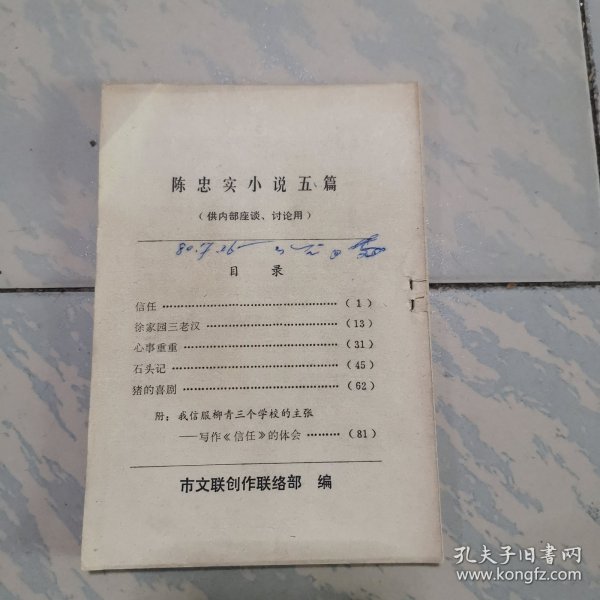 陈忠实小说五篇
（供内部座谈、讨论用）
目 录
信任……………………………………（1）
徐家园三老汉…………………………（13）
心事重重………………………………（31）
石头记…………………………………（45）
猪的喜剧………………………………（62）
附：我信服柳青三个学校的主张
——写作《信任》的体会………（81）
市文联创作联络部 编
孔夫子旧书网
www.kongfz.com